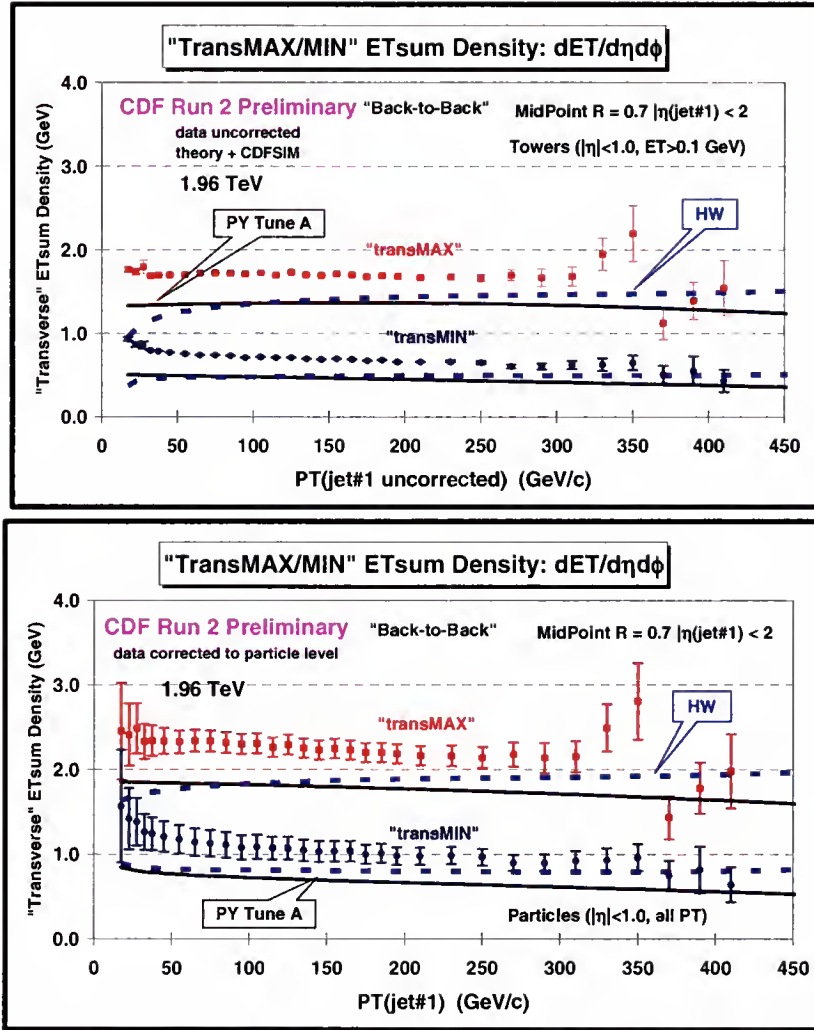 "TransMAX/MIN" ETsum Density: dET/dηdϕ
"Transverse" ETsum Density (GeV)
4.0
3.0
2.0
1.0
0.0
CDF Run 2 Preliminary
"Back-to-Back"
MidPoint R = 0.7 |η(jet#1) < 2
data uncorrected
theory + CDFSIM
Towers (|η|<1.0, ET>0.1 GeV)
1.96 TeV
PY Tune A
HW
"transMAX"
"transMIN"
0 50 100 150 200 250 300 350 400 450
PT(jet#1 uncorrected) (GeV/c)
"TransMAX/MIN" ETsum Density: dET/dηdϕ
"Transverse" ETsum Density (GeV)
4.0
3.0
2.0
1.0
0.0
CDF Run 2 Preliminary
"Back-to-Back"
MidPoint R = 0.7 |η(jet#1) < 2
data corrected to particle level
1.96 TeV
HW
"transMAX"
"transMIN"
PY Tune A
Particles (|η|<1.0, all PT)
0 50 100 150 200 250 300 350 400 450
PT(jet#1) (GeV/c)